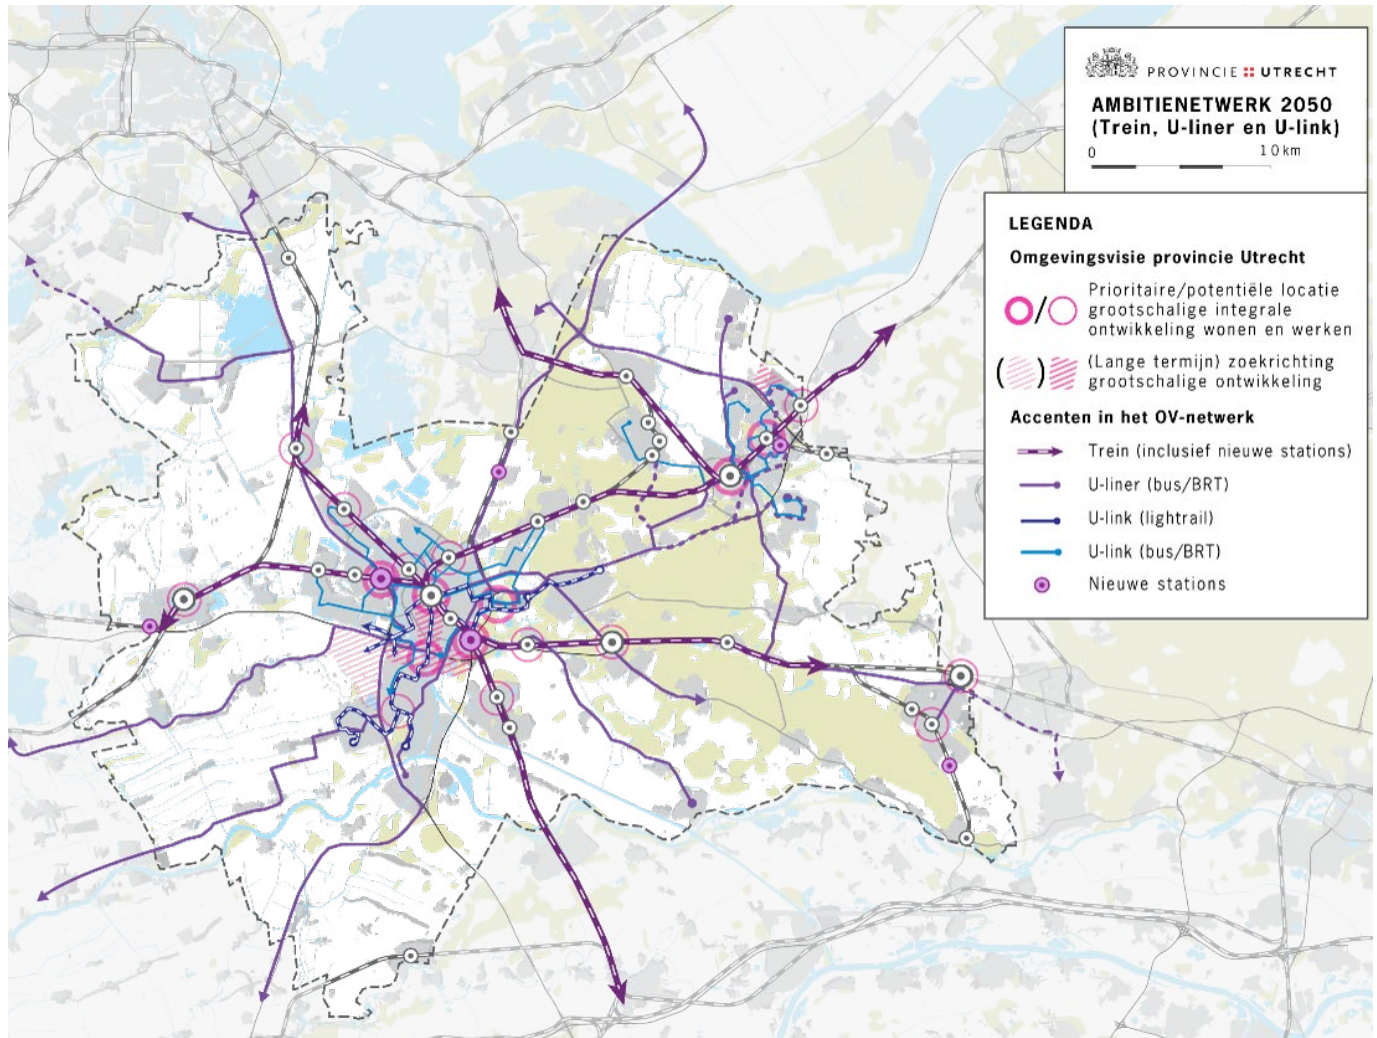 PROVINCIE UTRECHT
AMBITIENETWERK 2050
(Trein, U-liner en U-link)
0 10km
LEGENDA
Omgevingsvisie provincie Utrecht
/ Prioritaire/potentiële locatie
grootschalige integrale
ontwikkeling wonen en werken
( ) (Lange termijn) zoekrichting
grootschalige ontwikkeling
Accenten in het OV-netwerk
Trein (inclusief nieuwe stations)
U-liner (bus/BRT)
U-link (lightrail)
U-link (bus/BRT)
Nieuwe stations